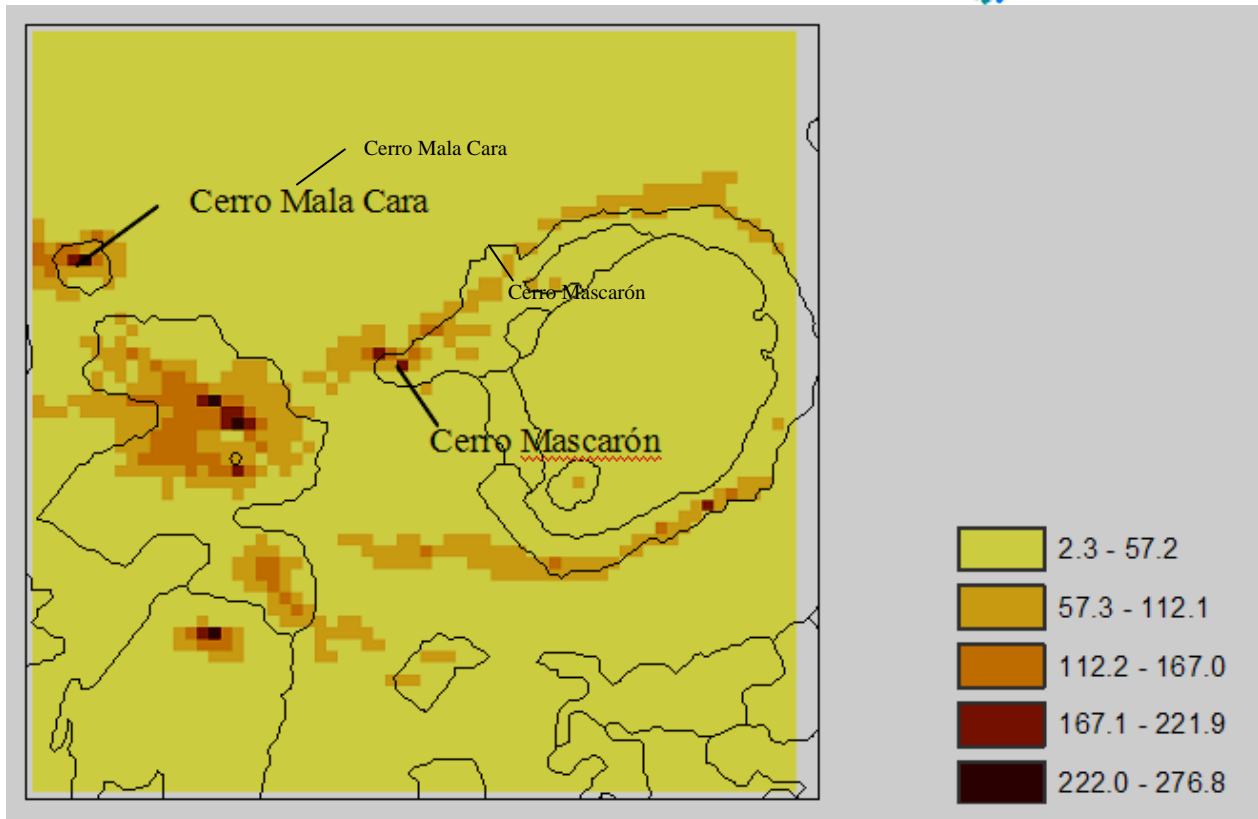 Cerro Mala Cara
Cerro Mala Cara
Cerro Mascarón
Cerro Mascarón
2.3 - 57.2
57.3 - 112.1
112.2 - 167.0
167.1 - 221.9
222.0 - 276.8